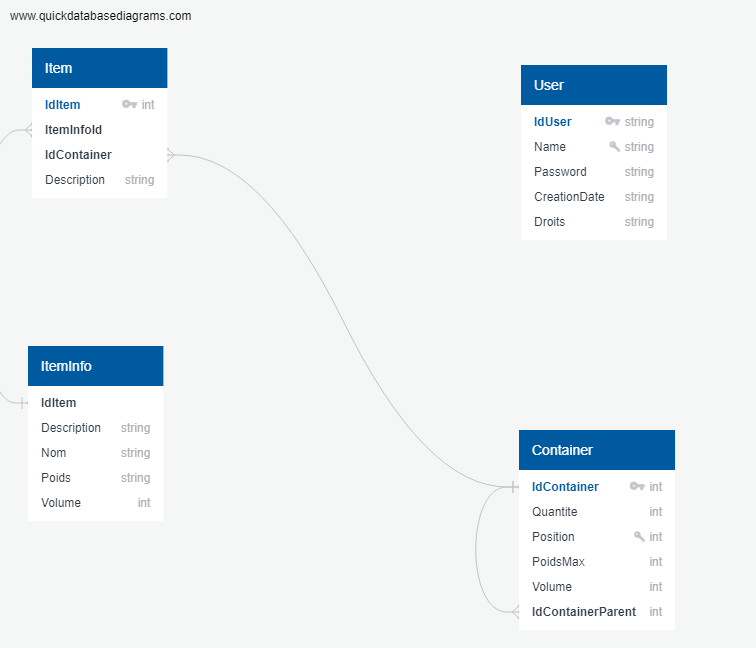 www.quickdatabasediagrams.com
Item
IdItem int
ItemInfoId
IdContainer
Description string
User
IdUser string
Name string
Password string
CreationDate string
Droits string
ItemInfo
IdItem
Description string
Nom string
Poids string
Volume int
Container
IdContainer int
Quantite int
Position int
PoidsMax int
Volume int
IdContainerParent int